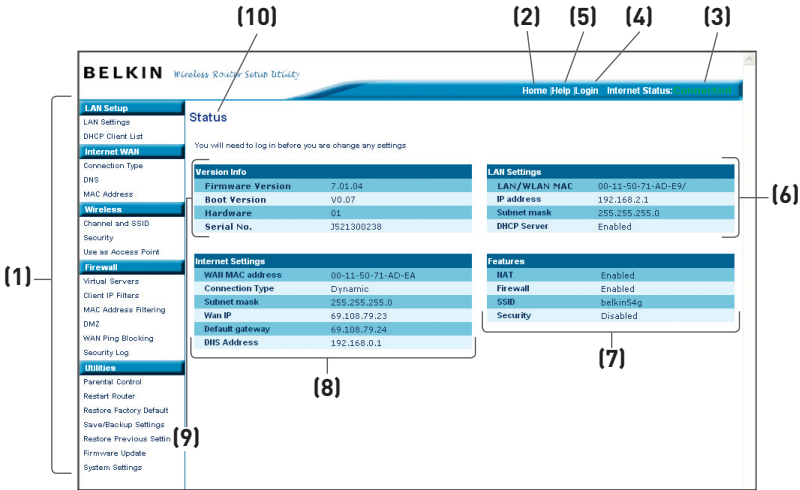 (10) (2) (5) (4) (3)
BELKIN Wireless Router Setup Utility
Home |Help |Login Internet Status:
(1)
LAN Setup
LAN Settings
DHCP Client List
Internet WAN
Connection Type
DNS
MAC Address
Wireless
Channel and SSID
Security
Use as Access Point
Firewall
Virtual Servers
Client IP Filters
MAC Address Filtering
DMZ
WAN Ping Blocking
Security Log
Utilities
Parental Control
Restart Router
Restore Factory Default
Save/Backup Settings
Restore Previous Settin
Firmware Update
System Settings
(9)
Status
You will need to log in before you are change any settings
Version Info
Firmware Version 7.01.04
Boot Version V0.07
Hardware 01
Serial No. J521300238
LAN Settings
LAN/WLAN MAC 00-11-50-71-AD-E9/
IP address 192.168.2.1
Subnet mask 255.255.255.0
DHCP Server Enabled
(6)
Internet Settings
WAN MAC address 00-11-50-71-AD-EA
Connection Type Dynamic
Subnet mask 255.255.255.0
Wan IP 69.108.79.23
Default gateway 69.108.79.24
DNS Address 192.168.0.1
(8)
Features
NAT Enabled
Firewall Enabled
SSID belkin54g
Security Disabled
(7)